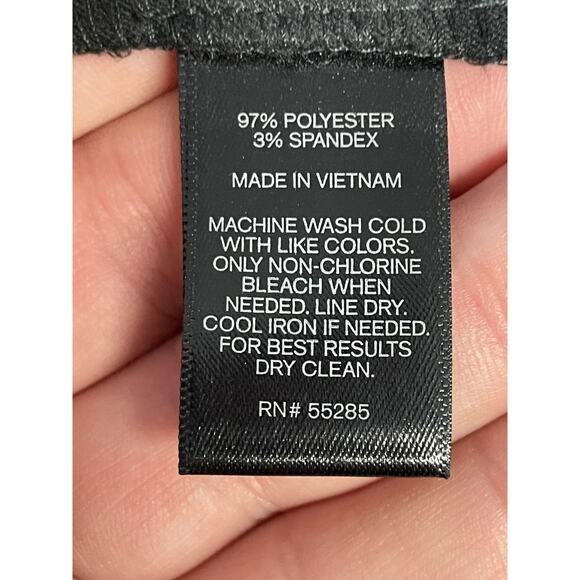 97% POLYESTER
3% SPANDEX
MADE IN VIETNAM
MACHINE WASH COLD
WITH LIKE COLORS.
ONLY NON-CHLORINE
BLEACH WHEN
NEEDED. LINE DRY.
COOL IRON IF NEEDED.
FOR BEST RESULTS
DRY CLEAN.
RN# 55285